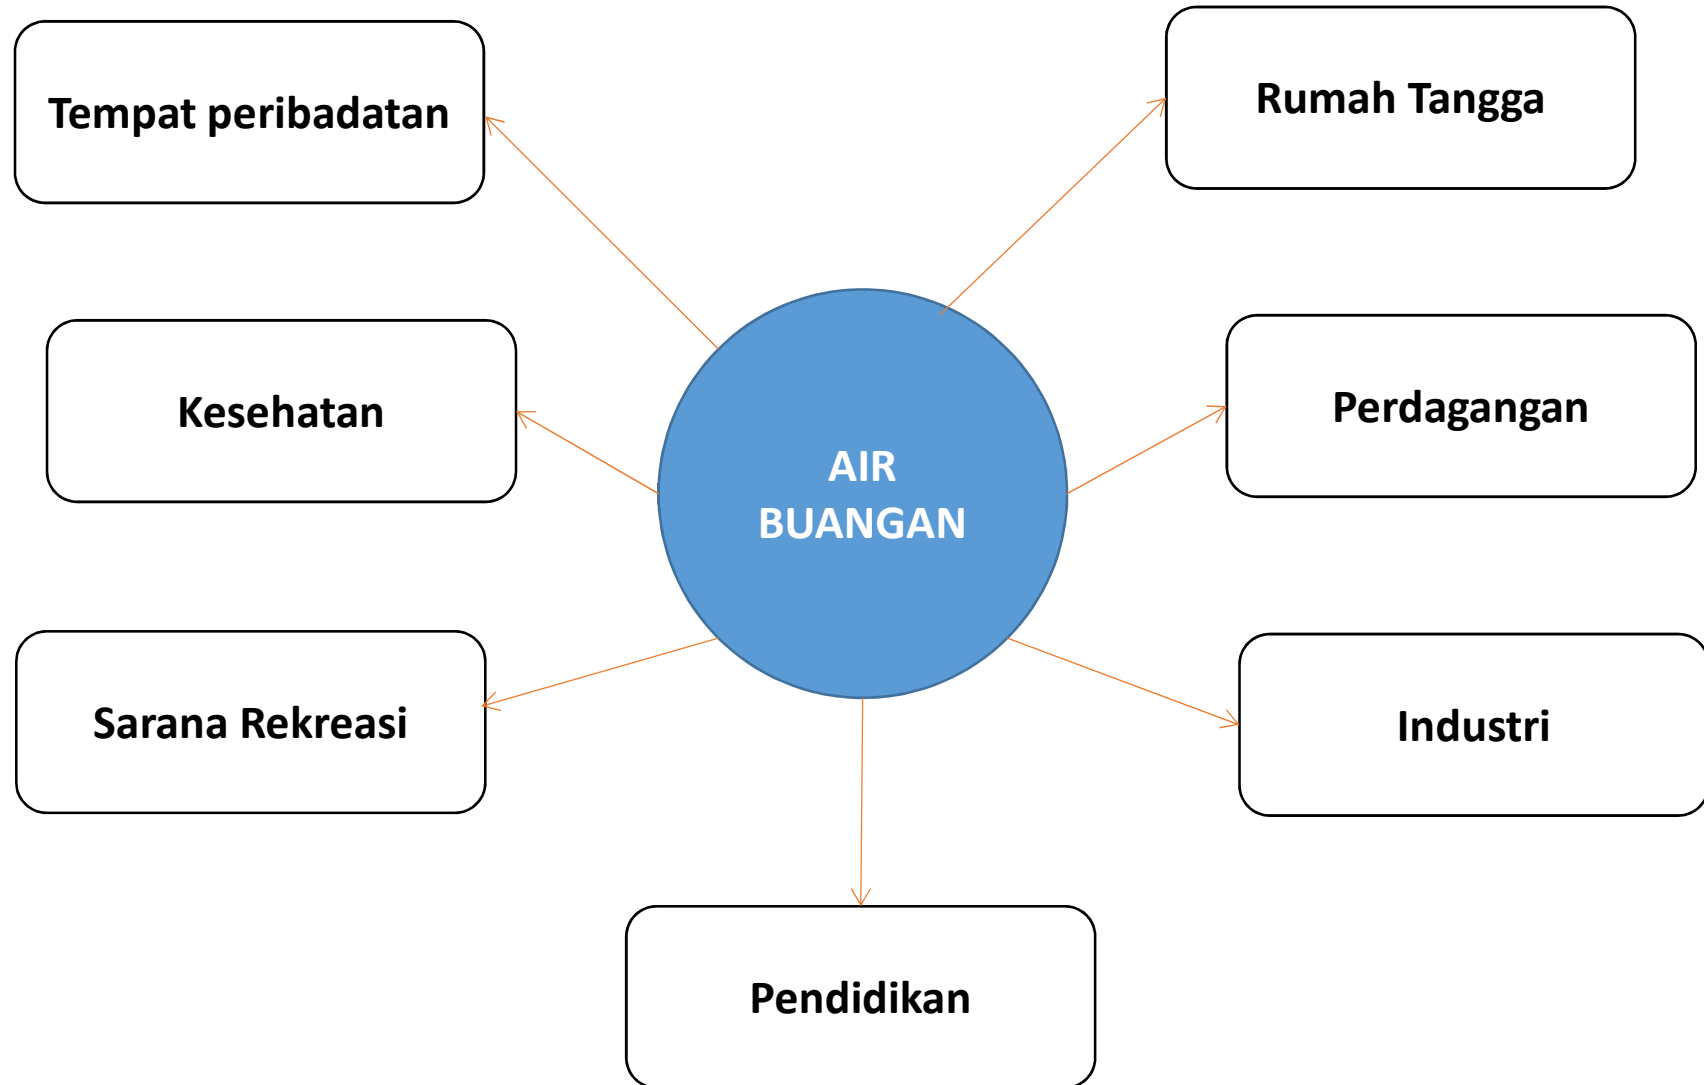 Tempat peribadatan
Rumah Tangga
Kesehatan
Perdagangan
AIR
BUANGAN
Sarana Rekreasi
Industri
Pendidikan